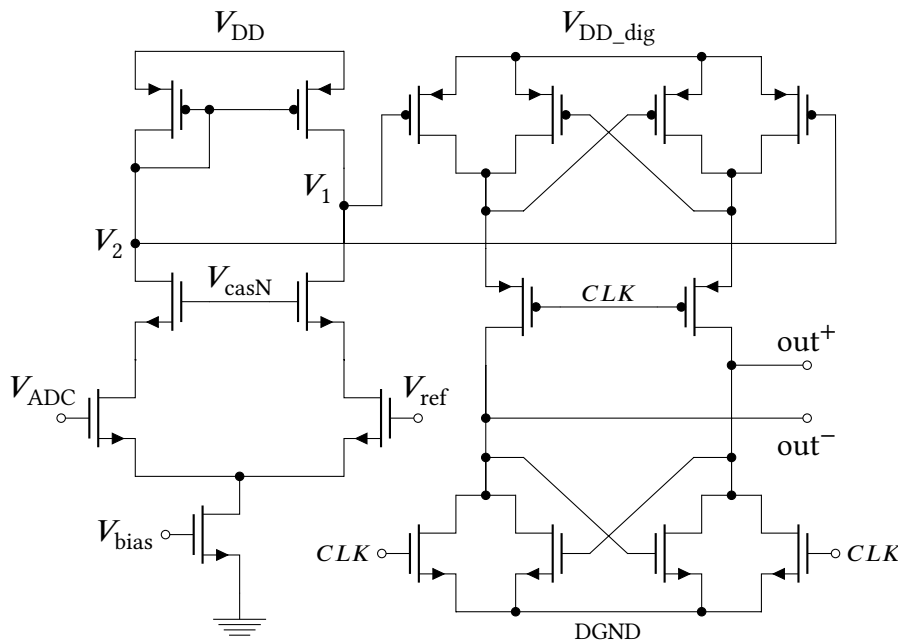 V_DD
V_DD_dig
V_1
V_2
V_casN
CLK
out⁺
V_ADC
V_ref
out⁻
V_bias
CLK
CLK
DGND